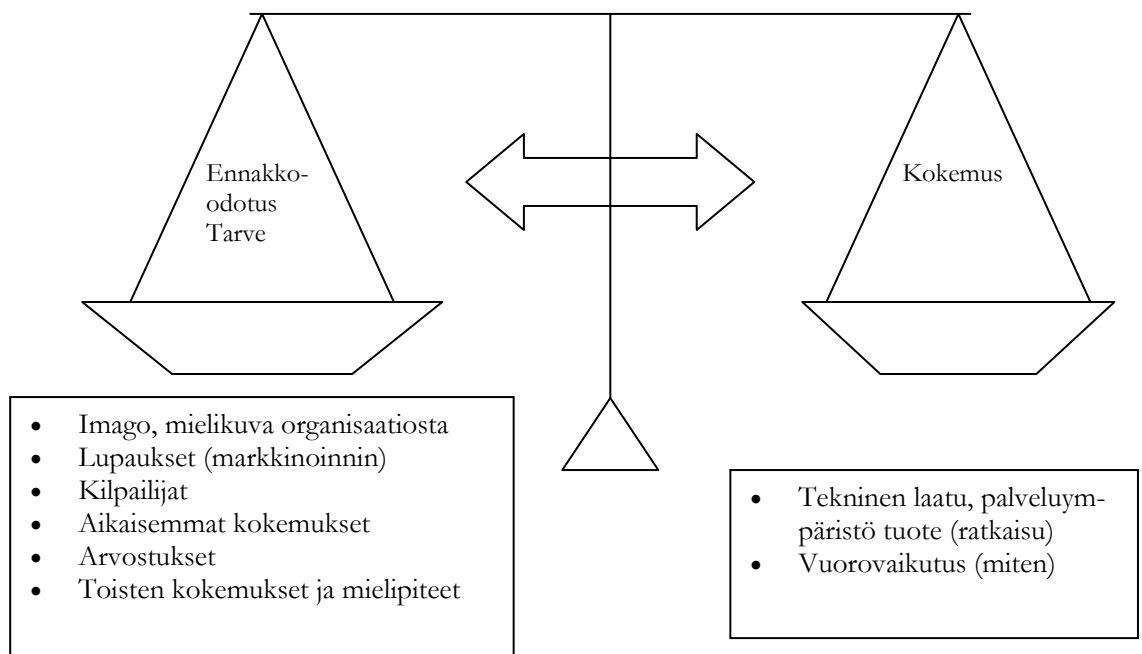 Ennakko-
odotus
Tarve
Kokemus
• Imago, mielikuva organisaatiosta
• Lupaukset (markkinoinnin)
• Kilpailijat
• Aikaisemmat kokemukset
• Arvostukset
• Toisten kokemukset ja mielipiteet
• Tekninen laatu, palveluym-
päristö tuote (ratkaisu)
• Vuorovaikutus (miten)